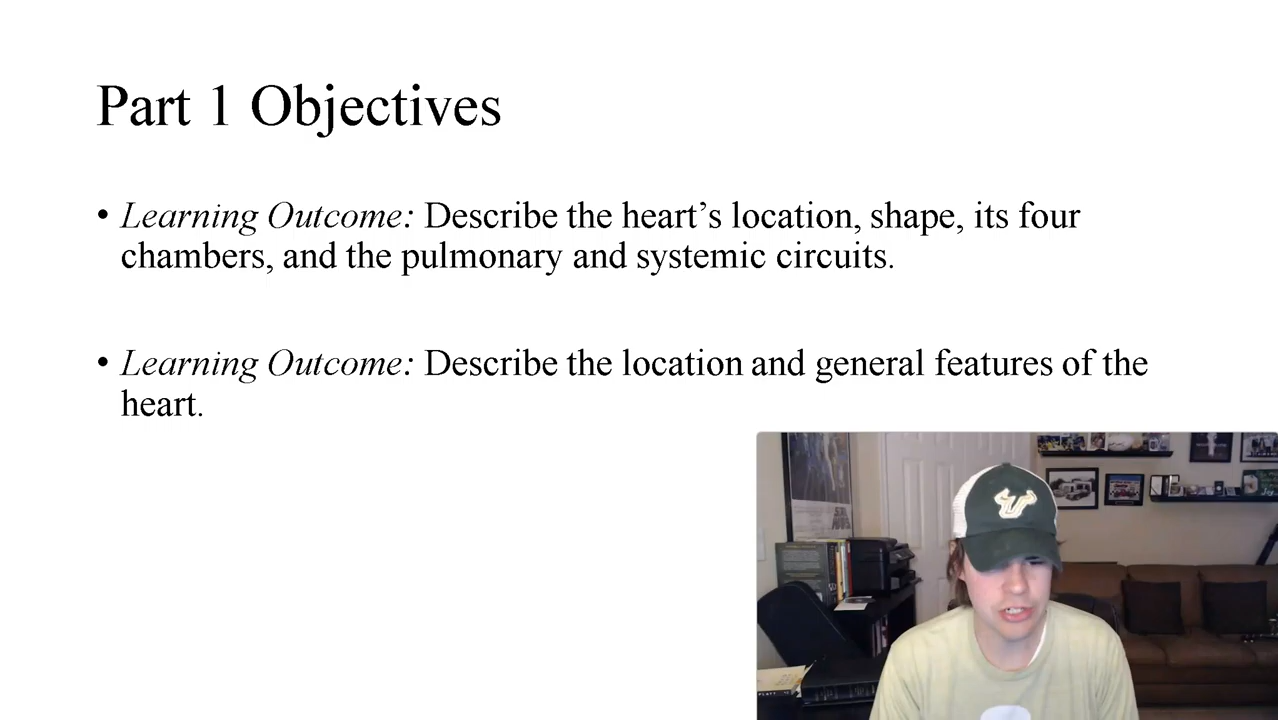 Part 1 Objectives
• Learning Outcome: Describe the heart’s location, shape, its four
chambers, and the pulmonary and systemic circuits.
• Learning Outcome: Describe the location and general features of the
heart.